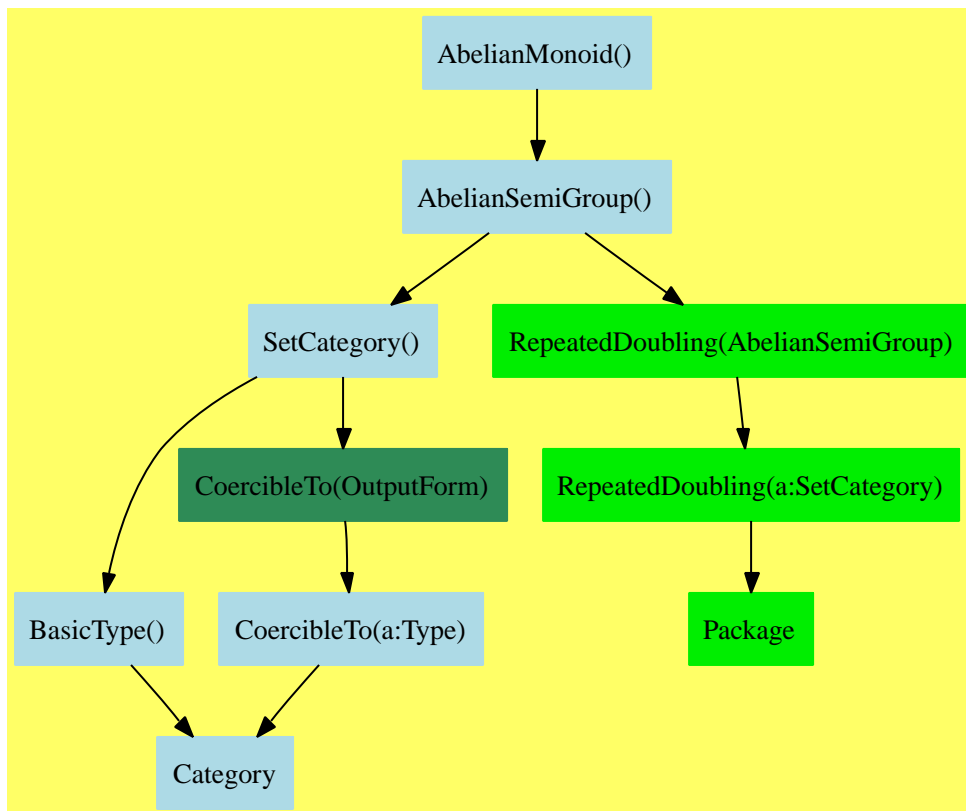 AbelianMonoid()
AbelianSemiGroup()
SetCategory()
RepeatedDoubling(AbelianSemiGroup)
CoercibleTo(OutputForm)
RepeatedDoubling(a:SetCategory)
BasicType()
CoercibleTo(a:Type)
Package
Category